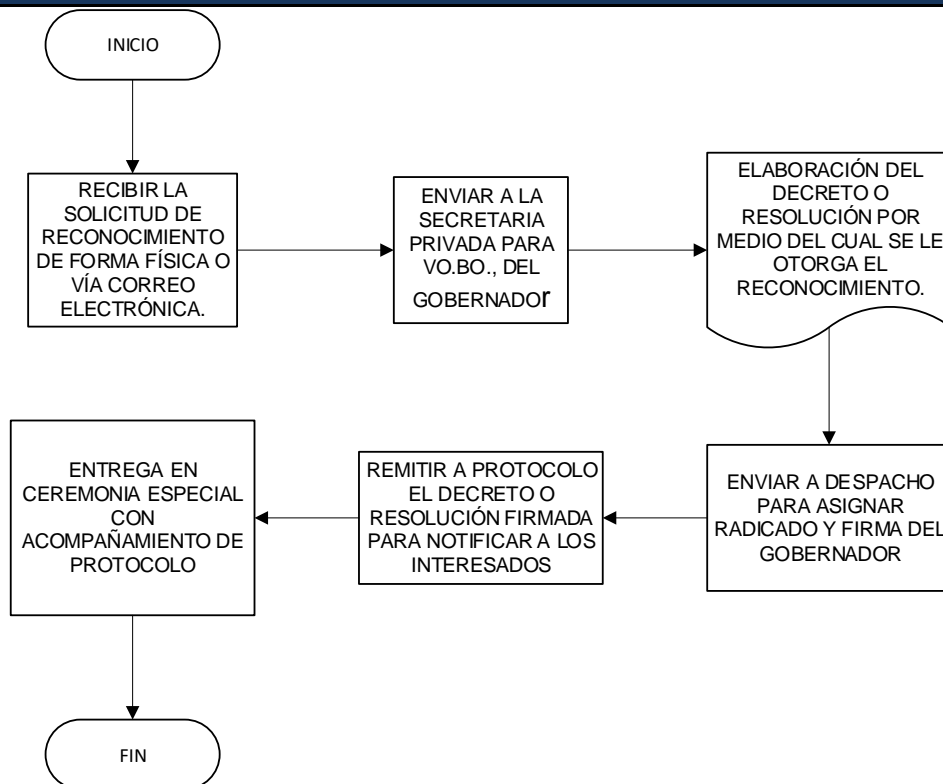 INICIO
RECIBIR LA
SOLICITUD DE
RECONOCIMIENTO
DE FORMA FÍSICA O
VÍA CORREO
ELECTRÓNICA.
ENVIAR A LA
SECRETARIA
PRIVADA PARA
VO.BO., DEL
GOBERNADOr
ELABORACIÓN DEL
DECRETO O
RESOLUCIÓN POR
MEDIO DEL CUAL SE LE
OTORGA EL
RECONOCIMIENTO.
ENVIAR A DESPACHO
PARA ASIGNAR
RADICADO Y FIRMA DEL
GOBERNADOR
REMITIR A PROTOCOLO
EL DECRETO O
RESOLUCIÓN FIRMADA
PARA NOTIFICAR A LOS
INTERESADOS
ENTREGA EN
CEREMONIA ESPECIAL
CON
ACOMPAÑAMIENTO DE
PROTOCOLO
FIN